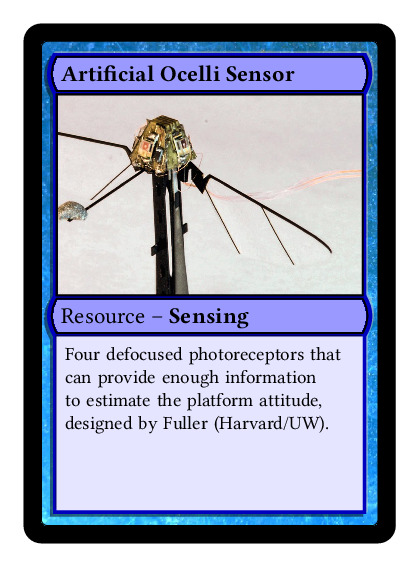 Artificial Ocelli Sensor
Resource – Sensing
Four defocused photoreceptors that
can provide enough information
to estimate the platform attitude,
designed by Fuller (Harvard/UW).